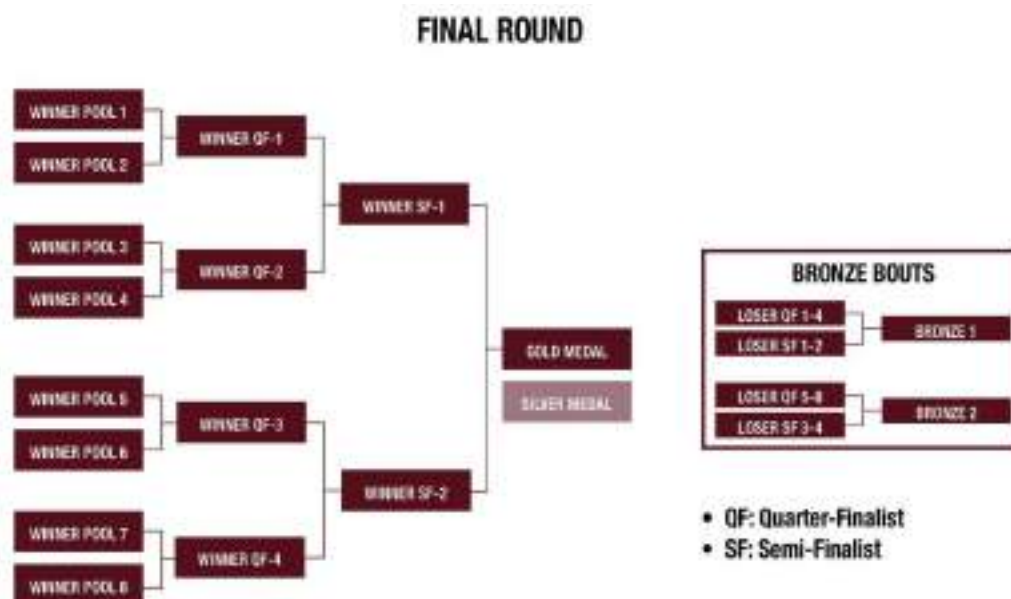 FINAL ROUND
WINNER POOL 1
WINNER POOL 2
WINNER QF-1
WINNER POOL 3
WINNER POOL 4
WINNER QF-2
WINNER SF-1
WINNER POOL 5
WINNER POOL 6
WINNER QF-3
WINNER POOL 7
WINNER POOL 8
WINNER QF-4
WINNER SF-2
GOLD MEDAL
SILVER MEDAL
BRONZE BOUTS
LOSER QF 1-4
LOSER SF 1-2
BRONZE 1
LOSER QF 5-8
LOSER SF 3-4
BRONZE 2
• QF: Quarter-Finalist
• SF: Semi-Finalist